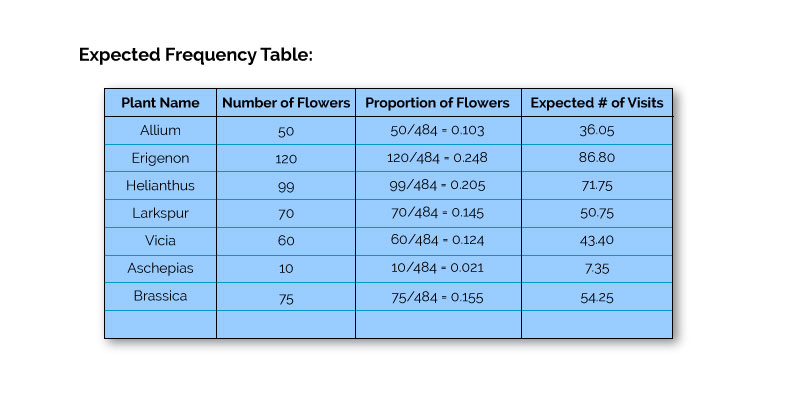 Expected Frequency Table:
Plant Name Number of Flowers Proportion of Flowers Expected # of Visits
Allium 50 50/484 = 0.103 36.05
Erigenon 120 120/484 = 0.248 86.80
Helianthus 99 99/484 = 0.205 71.75
Larkspur 70 70/484 = 0.145 50.75
Vicia 60 60/484 = 0.124 43.40
Aschepias 10 10/484 = 0.021 7.35
Brassica 75 75/484 = 0.155 54.25